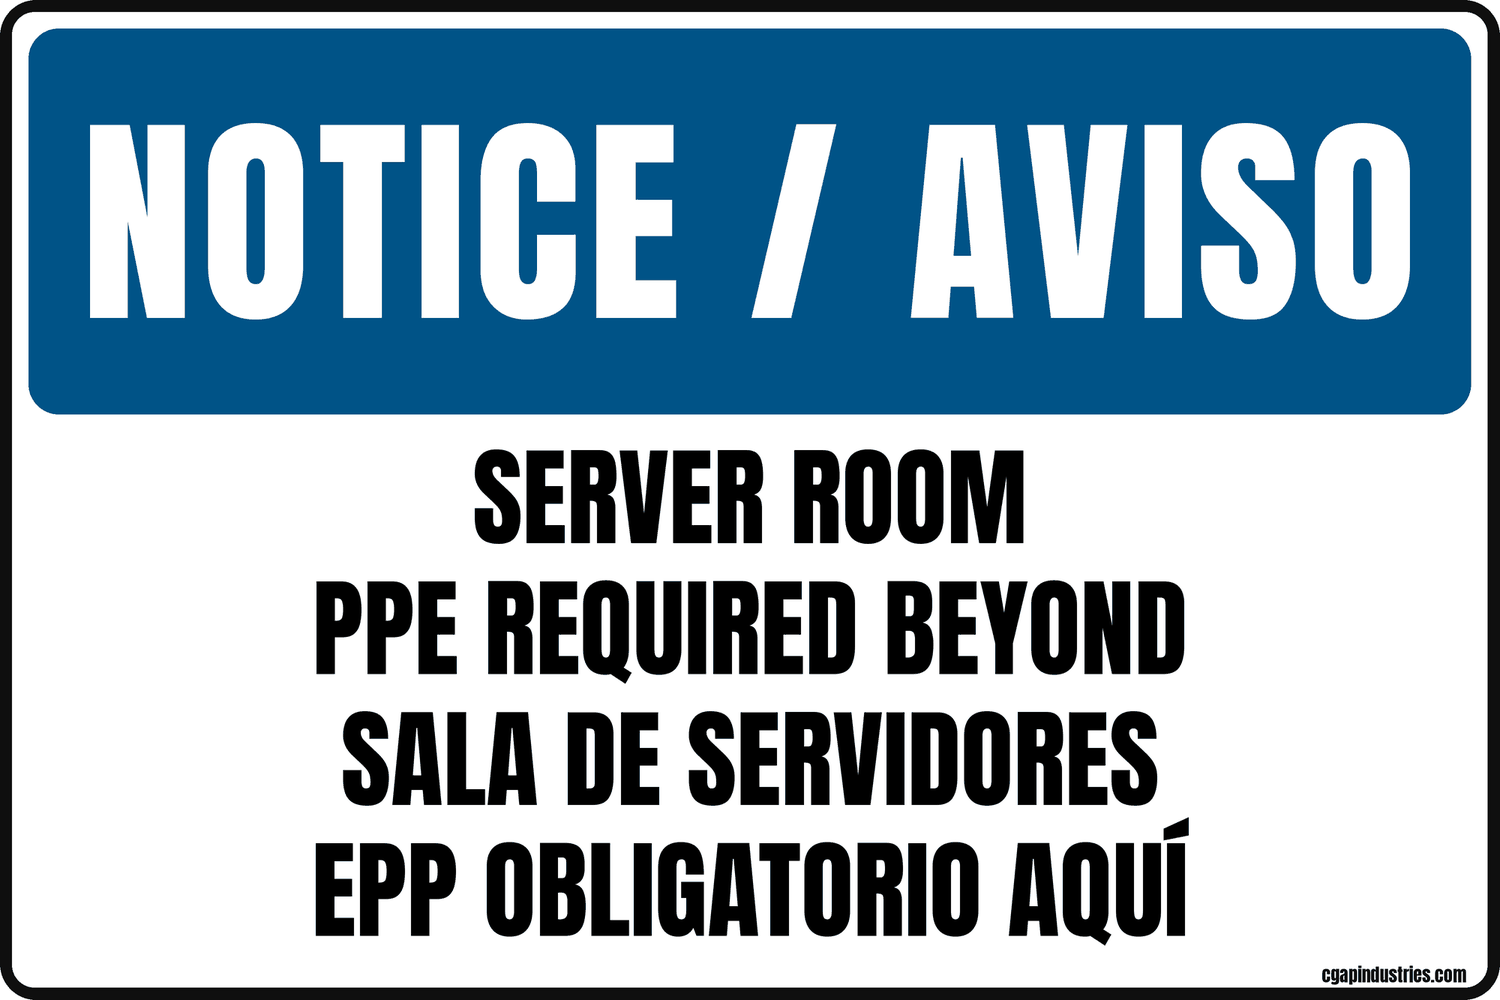 NOTICE / AVISO
SERVER ROOM
PPE REQUIRED BEYOND
SALA DE SERVIDORES
EPP OBLIGATORIO AQUÍ
cgapindustries.com